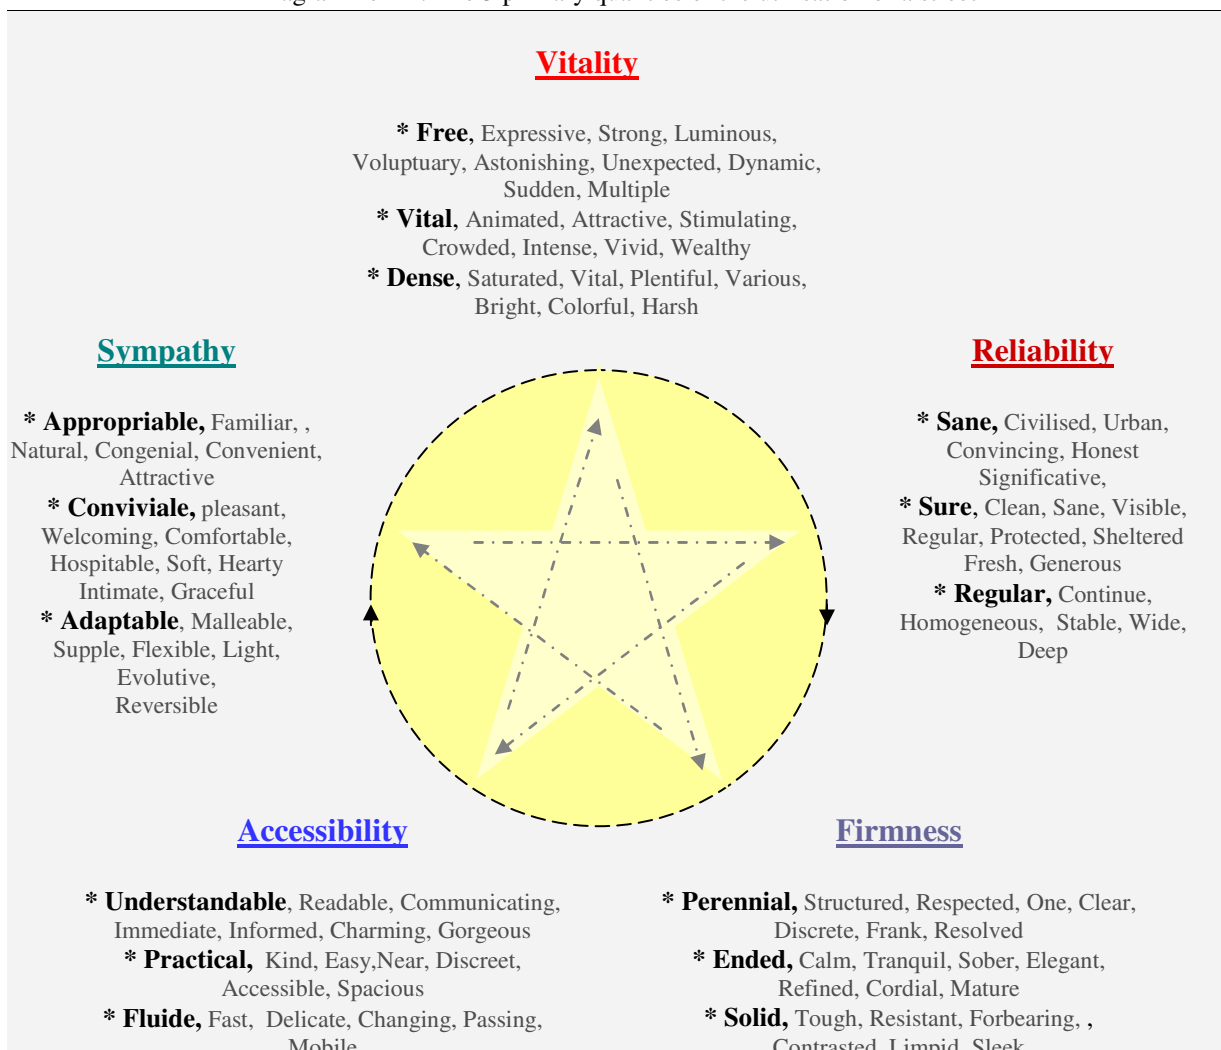 Vitality
* Free, Expressive, Strong, Luminous,
Voluptuary, Astonishing, Unexpected, Dynamic,
Sudden, Multiple
* Vital, Animated, Attractive, Stimulating,
Crowded, Intense, Vivid, Wealthy
* Dense, Saturated, Vital, Plentiful, Various,
Bright, Colorful, Harsh
Sympathy
* Appropriable, Familiar, ,
Natural, Congenial, Convenient,
Attractive
* Conviviale, pleasant,
Welcoming, Comfortable,
Hospitable, Soft, Hearty
Intimate, Graceful
* Adaptable, Malleable,
Supple, Flexible, Light,
Evolutive,
Reversible
Reliability
* Sane, Civilised, Urban,
Convincing, Honest
Significative,
* Sure, Clean, Sane, Visible,
Regular, Protected, Sheltered
Fresh, Generous
* Regular, Continue,
Homogeneous, Stable, Wide,
Deep
Accessibility
* Understandable, Readable, Communicating,
Immediate, Informed, Charming, Gorgeous
* Practical, Kind, Easy,Near, Discreet,
Accessible, Spacious
* Fluide, Fast, Delicate, Changing, Passing,
Mobile
Firmness
* Perennial, Structured, Respected, One, Clear,
Discrete, Frank, Resolved
* Ended, Calm, Tranquil, Sober, Elegant,
Refined, Cordial, Mature
* Solid, Tough, Resistant, Forbearing, ,
Contrasted, Limpid, Sleek